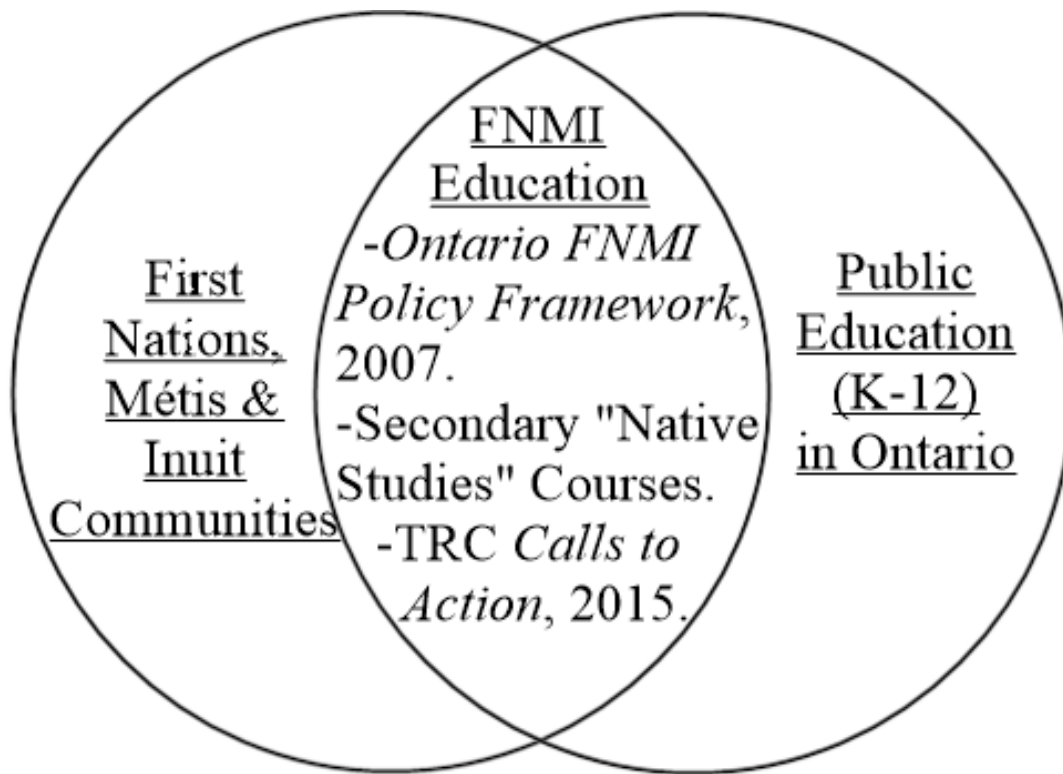 First
Nations,
Métis &
Inuit
Communities
FNMI
Education
-Ontario FNMI
Policy Framework,
2007.
-Secondary "Native
Studies" Courses.
-TRC Calls to
Action, 2015.
Public
Education
(K-12)
in Ontario